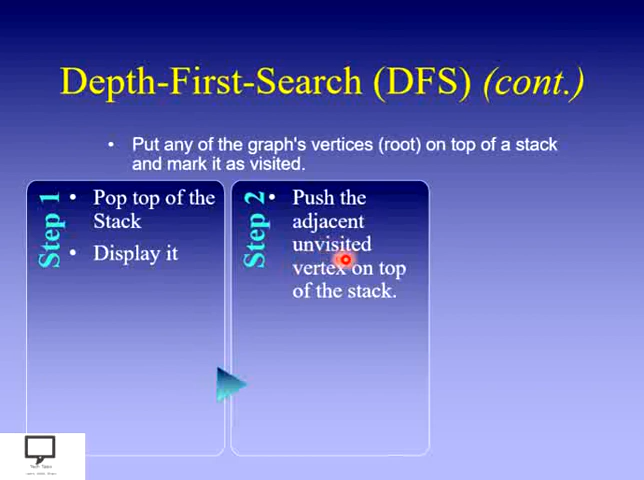 Depth-First-Search (DFS) (cont.)
• Put any of the graph's vertices (root) on top of a stack
and mark it as visited.
Step 1
• Pop top of the
Stack
• Display it
Step 2
• Push the
adjacent
unvisited
vertex on top
of the stack.